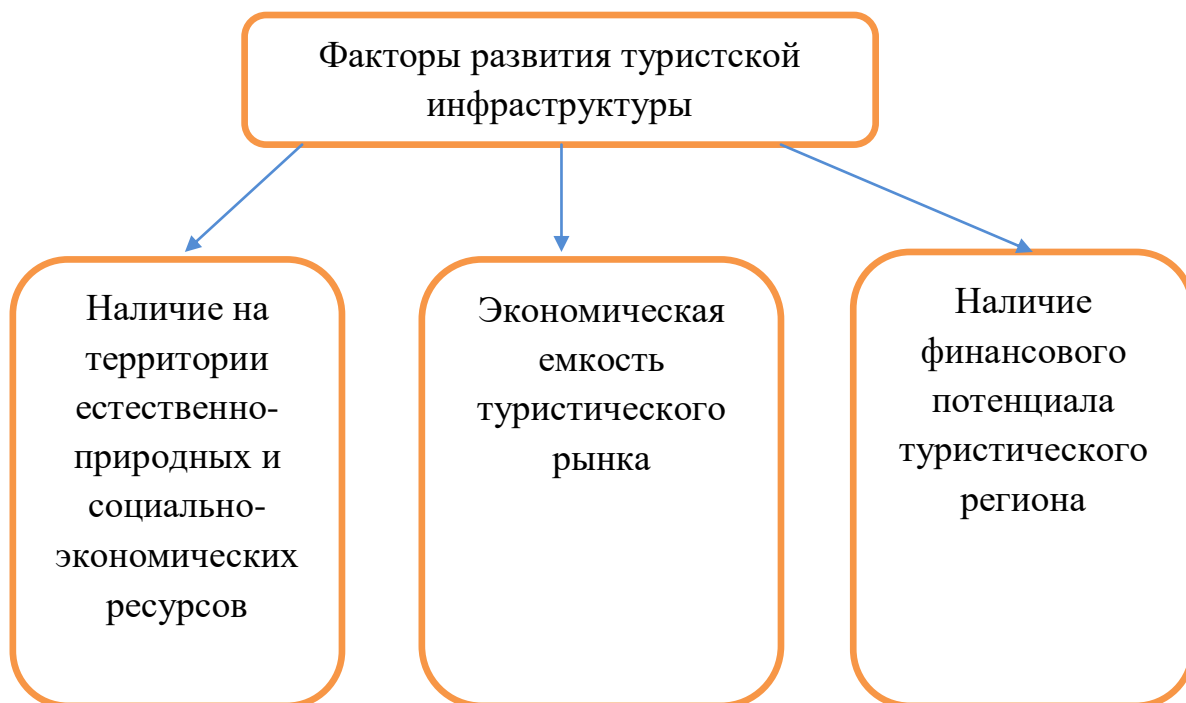 Факторы развития туристской
инфраструктуры
Наличие на
территории
естественно-
природных и
социально-
экономических
ресурсов
Экономическая
емкость
туристического
рынка
Наличие
финансового
потенциала
туристического
региона